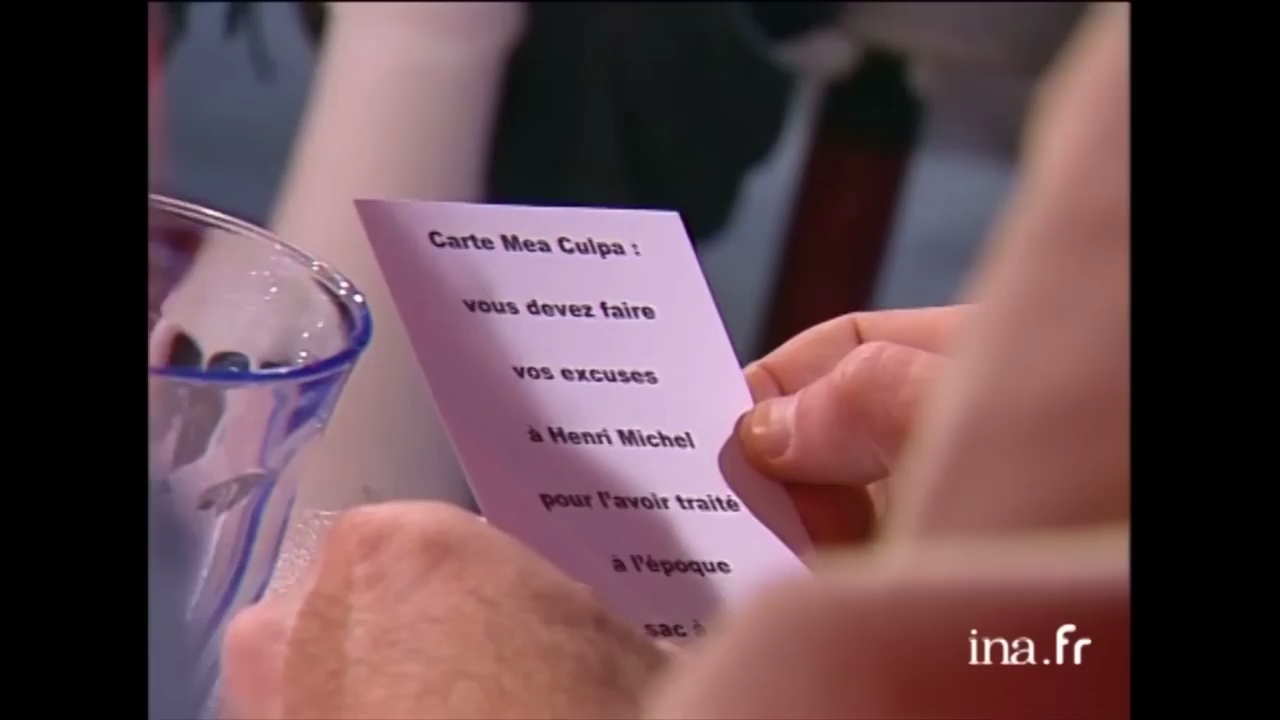 Carte Mea Culpa :
vous devez faire
vos excuses
à Henri Michel
pour l'avoir traité
à l'époque
sac à
ina.fr